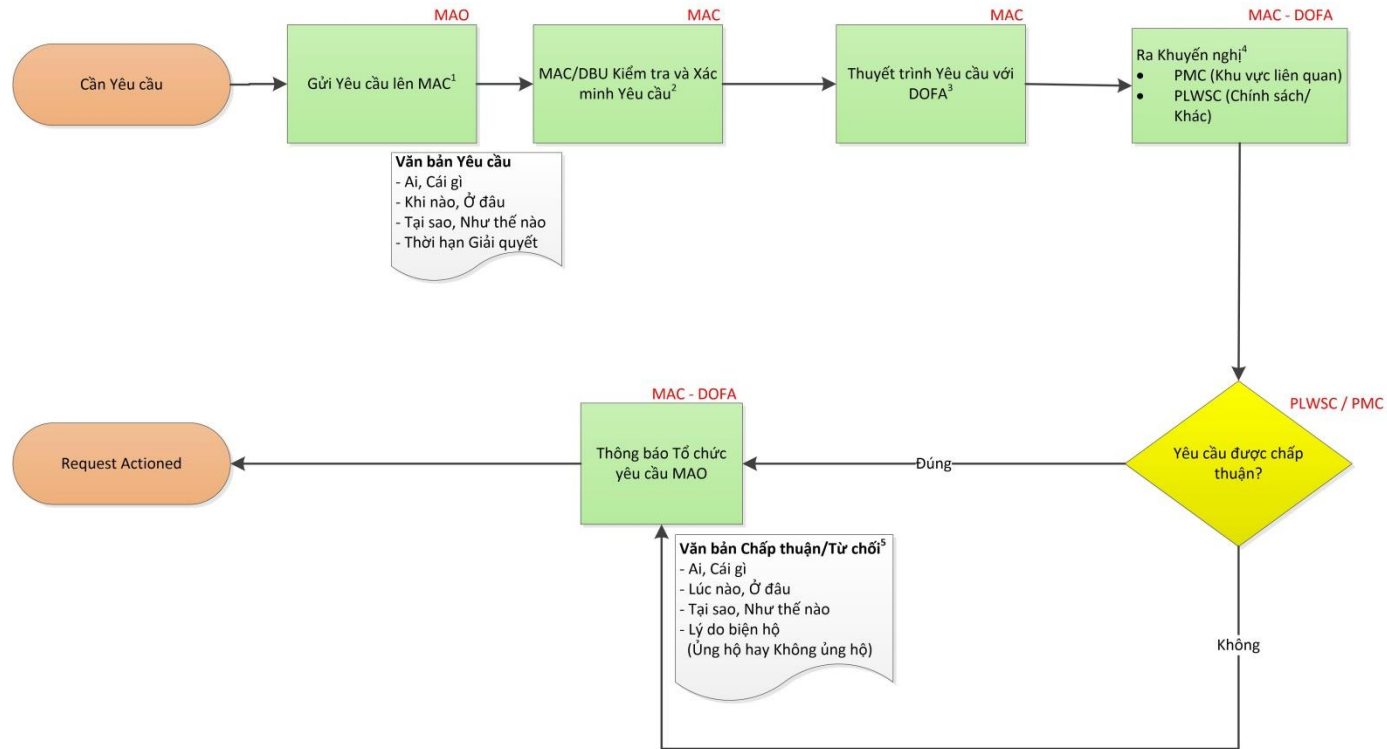 MAO
MAC
MAC
MAC - DOFA
Cần Yêu cầu
Gửi Yêu cầu lên MAC¹
MAC/DBU Kiểm tra và Xác
minh Yêu cầu²
Thuyết trình Yêu cầu với
DOFA³
Ra Khuyến nghị⁴
• PMC (Khu vực liên quan)
• PLWSC (Chính sách/
Khác)
Văn bản Yêu cầu
- Ai, Cái gì
- Khi nào, Ở đâu
- Tại sao, Như thế nào
- Thời hạn Giải quyết
MAC - DOFA
PLWSC / PMC
Request Actioned
Thông báo Tổ chức
yêu cầu MAO
Đúng
Yêu cầu được chấp
thuận?
Văn bản Chấp thuận/Từ chối⁵
- Ai, Cái gì
- Lúc nào, Ở đâu
- Tại sao, Như thế nào
- Lý do biện hộ
(Ủng hộ hay Không ủng hộ)
Không